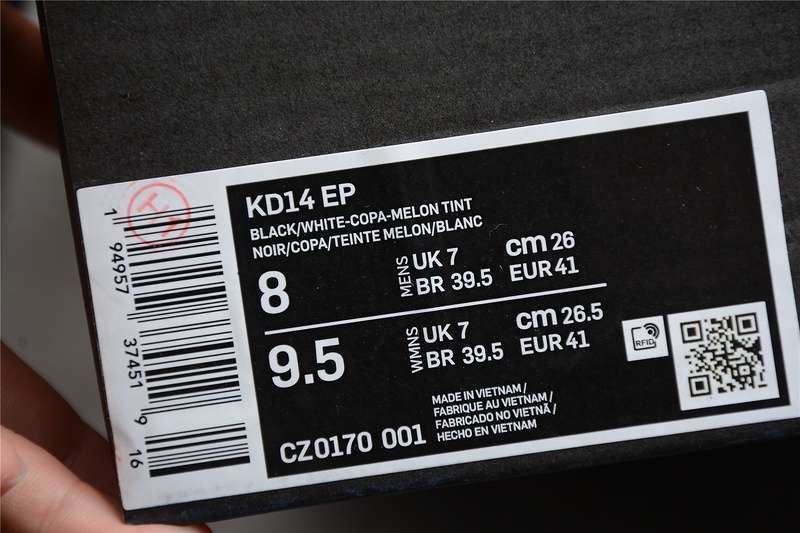 KD14 EP
BLACK/WHITE-COPA-MELON TINT
NOIR/COPA/TEINTE MELON/BLANC
8
MENS
UK 7
cm 26
BR 39.5
EUR 41
9.5
WMNS
UK 7
cm 26.5
BR 39.5
EUR 41
RFID
CZ0170 001
MADE IN VIETNAM /
FABRIQUE AU VIETNAM /
FABRICADO NO VIETNÃ /
HECHO EN VIETNAM
1 94957 37451 9 16